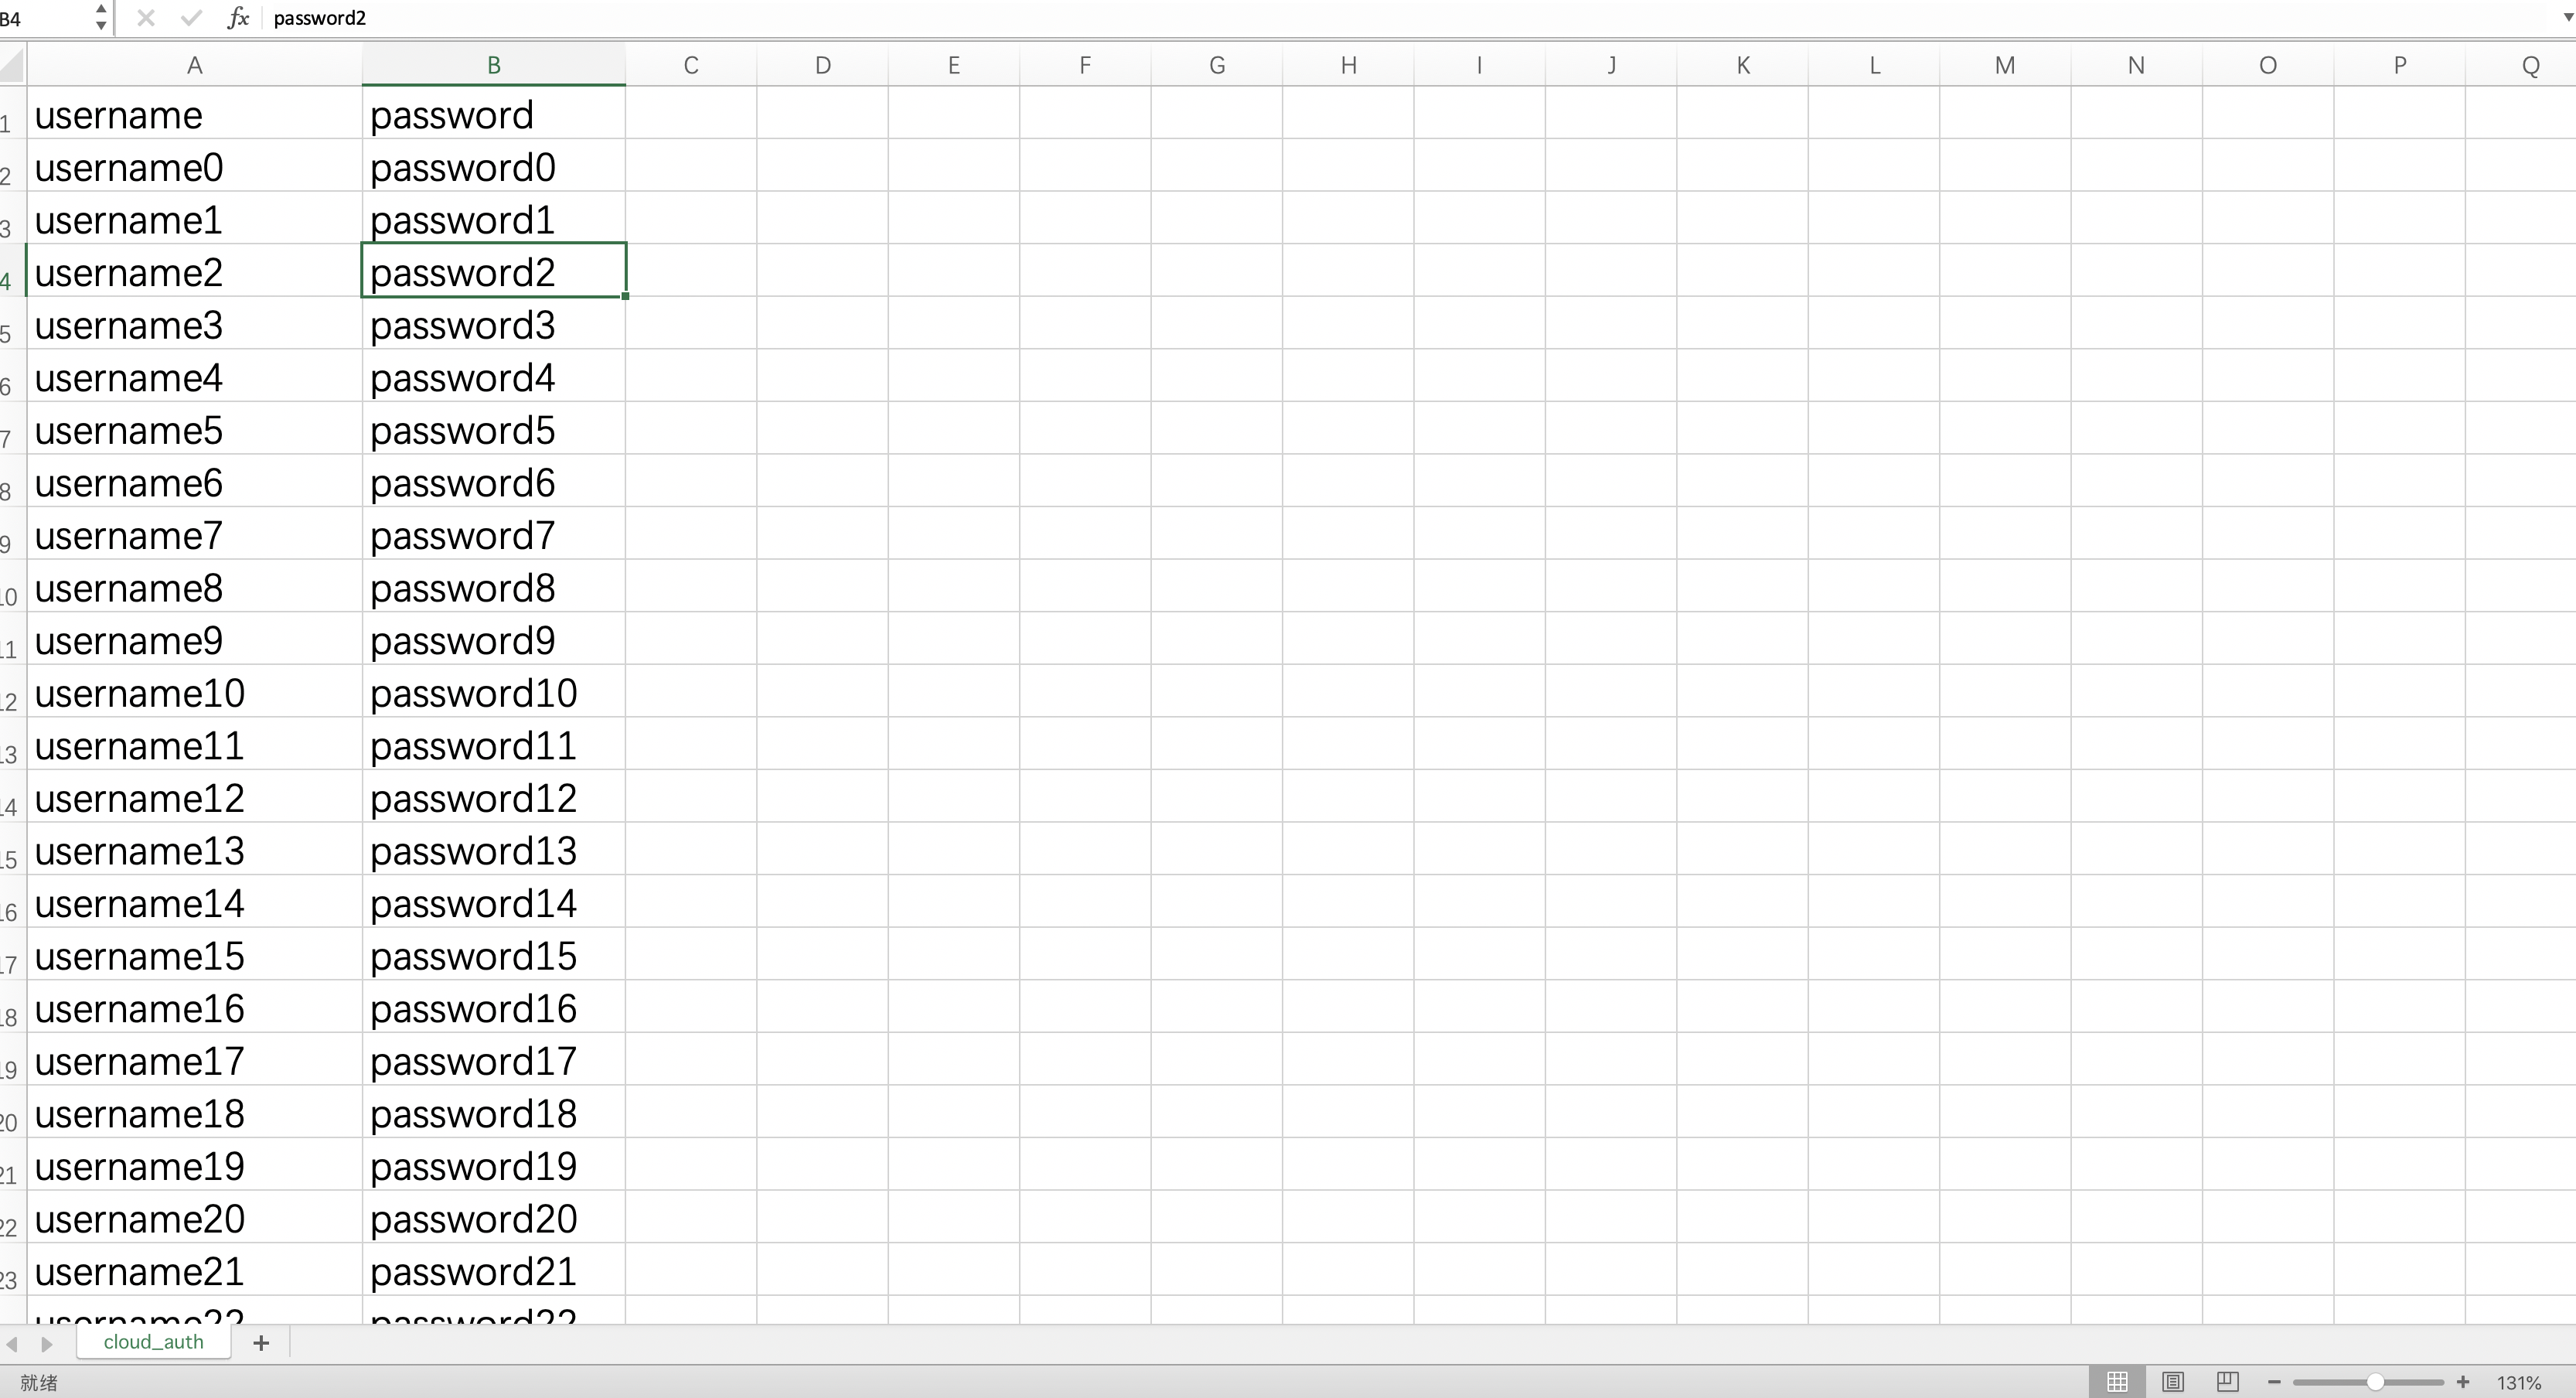 B4 fx password2
A B C D E F G H I J K L M N O P Q
1 username password
2 username0 password0
3 username1 password1
4 username2 password2
5 username3 password3
6 username4 password4
7 username5 password5
8 username6 password6
9 username7 password7
10 username8 password8
11 username9 password9
12 username10 password10
13 username11 password11
14 username12 password12
15 username13 password13
16 username14 password14
17 username15 password15
18 username16 password16
19 username17 password17
20 username18 password18
21 username19 password19
22 username20 password20
23 username21 password21
username22 password22
cloud_auth +
就绪 131%